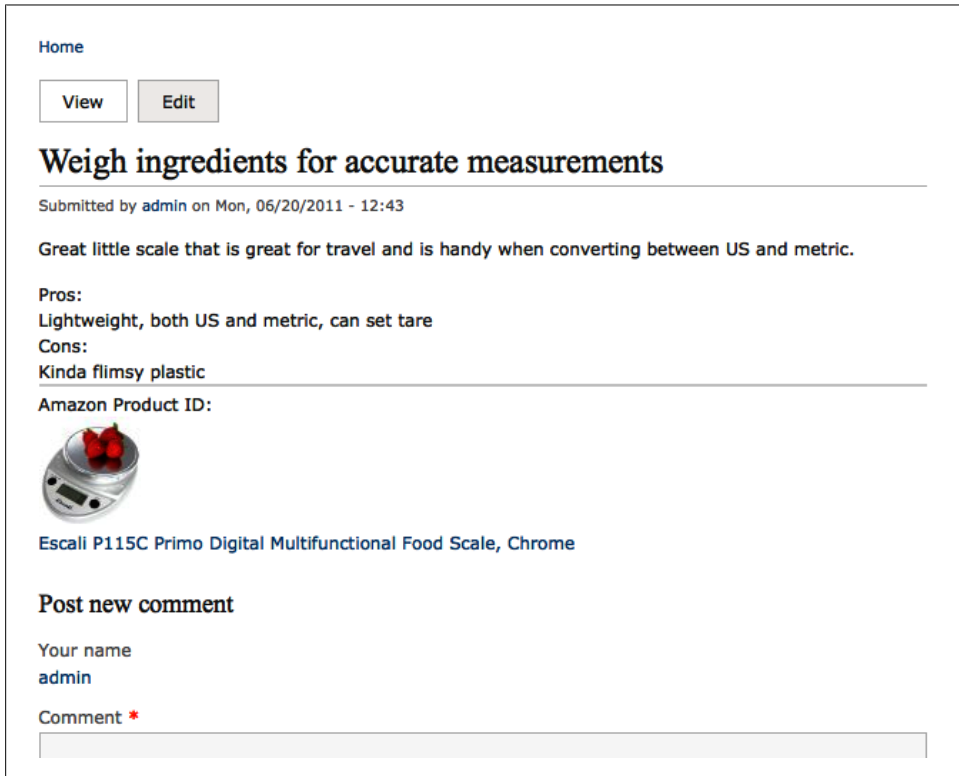 Home
View Edit
Weigh ingredients for accurate measurements
Submitted by admin on Mon, 06/20/2011 - 12:43
Great little scale that is great for travel and is handy when converting between US and metric.
Pros:
Lightweight, both US and metric, can set tare
Cons:
Kinda flimsy plastic
Amazon Product ID:
Escali P115C Primo Digital Multifunctional Food Scale, Chrome
Post new comment
Your name
admin
Comment *